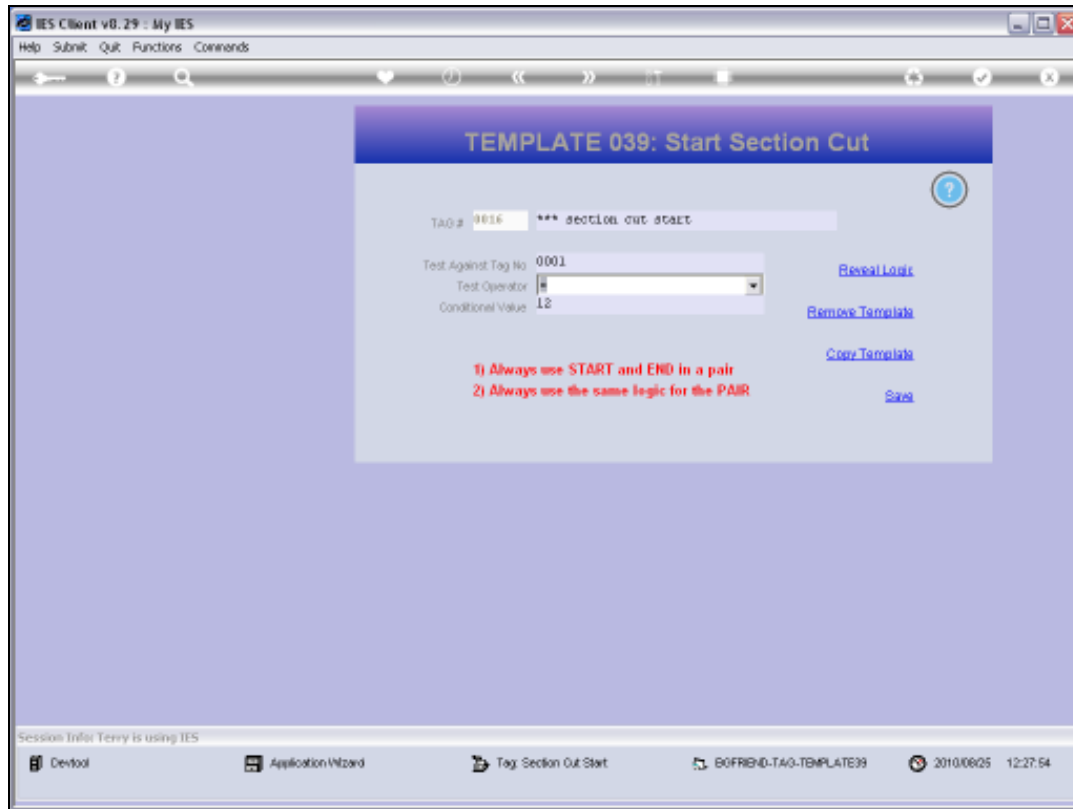 IES Client v8.29 : My IES
Help Submit Quit Functions Commands
TEMPLATE 039: Start Section Cut
TAG # 0016 *** section cut start
Test Against Tag No 0001
Reveal Logic
Test Operator =
Conditional Value 12
Remove Template
Copy Template
1) Always use START and END in a pair
2) Always use the same logic for the PAIR
Save
Session Info: Terry is using IES
Devtool Application Wizard Tag: Section Cut Start BGFRIEND-TAG-TEMPLATE39 2010/08/25 12:27:54